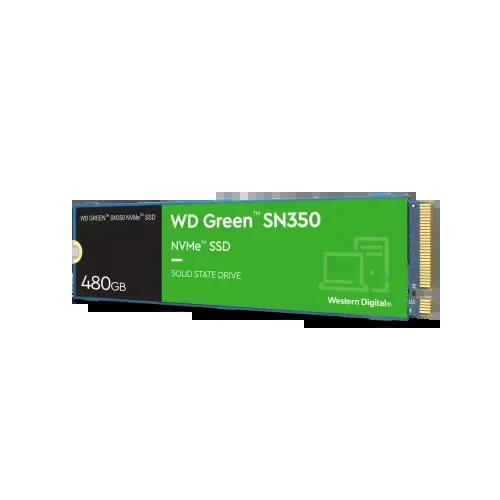 WD GREEN™ SN350 NVMe™ SSD
480GB
WD Green™ SN350
NVMe™ SSD
SOLID STATE DRIVE
Western Digital®